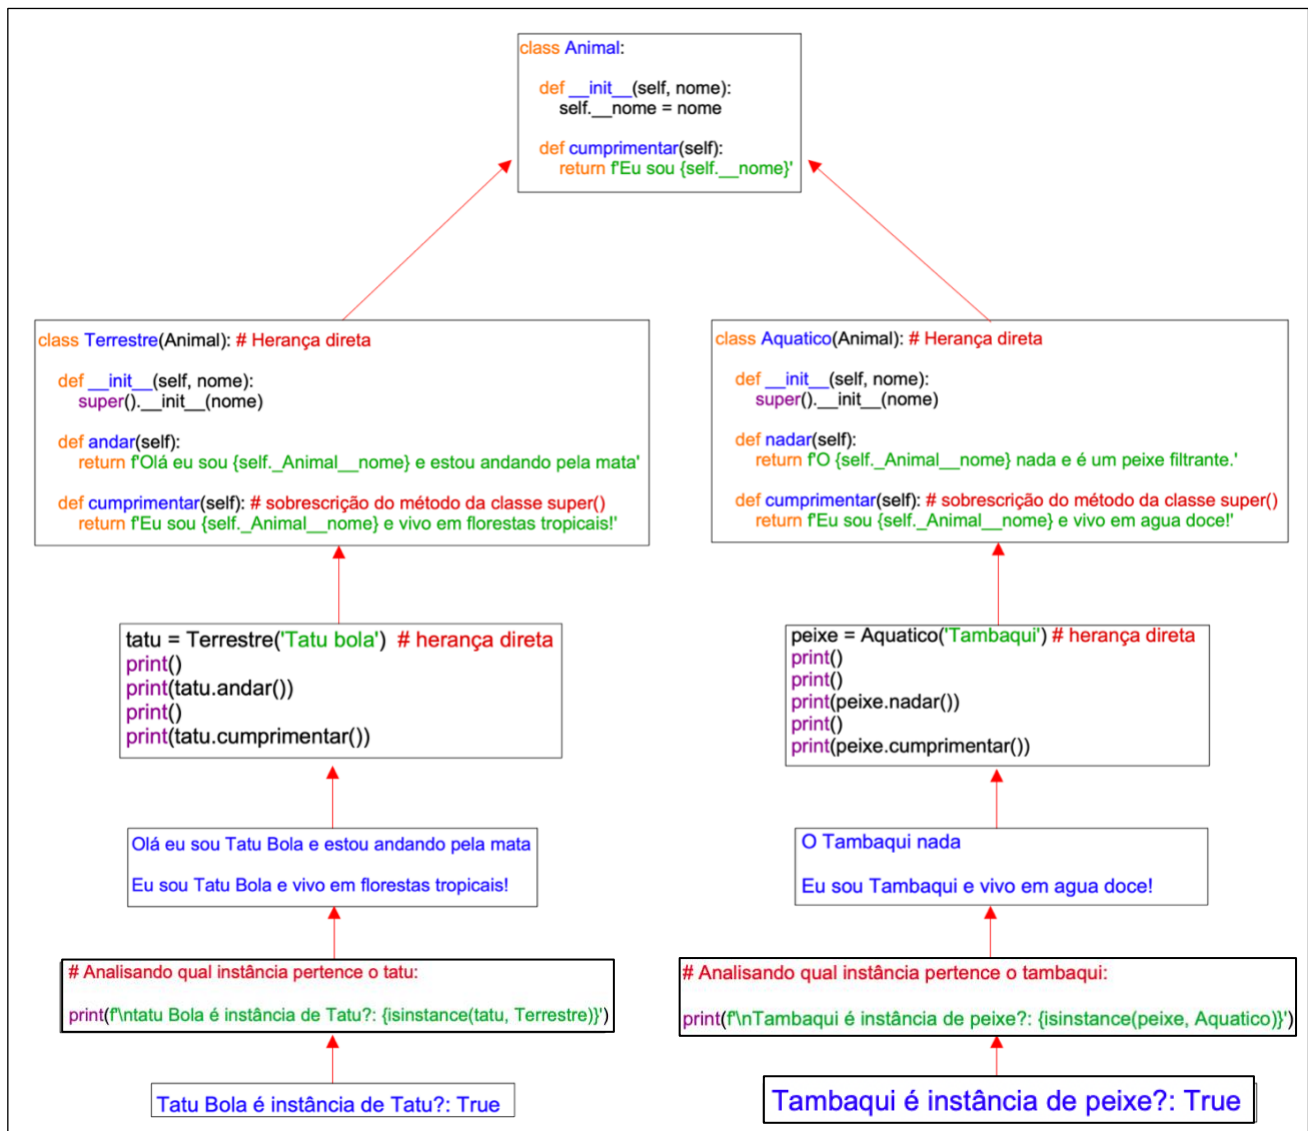 class Animal:
def __init__(self, nome):
self.__nome = nome
def cumprimentar(self):
return f'Eu sou {self.__nome}'
class Terrestre(Animal): # Herança direta
def __init__(self, nome):
super().__init__(nome)
def andar(self):
return f'Olá eu sou {self._Animal__nome} e estou andando pela mata'
def cumprimentar(self): # sobrescrição do método da classe super()
return f'Eu sou {self._Animal__nome} e vivo em florestas tropicais!'
class Aquatico(Animal): # Herança direta
def __init__(self, nome):
super().__init__(nome)
def nadar(self):
return f'O {self._Animal__nome} nada e é um peixe filtrante.'
def cumprimentar(self): # sobrescrição do método da classe super()
return f'Eu sou {self._Animal__nome} e vivo em agua doce!'
tatu = Terrestre('Tatu bola') # herança direta
print()
print(tatu.andar())
print()
print(tatu.cumprimentar())
peixe = Aquatico('Tambaqui') # herança direta
print()
print()
print(peixe.nadar())
print()
print(peixe.cumprimentar())
Olá eu sou Tatu Bola e estou andando pela mata
Eu sou Tatu Bola e vivo em florestas tropicais!
O Tambaqui nada
Eu sou Tambaqui e vivo em agua doce!
# Analisando qual instância pertence o tatu:
print(f'\ntatu Bola é instância de Tatu?: {isinstance(tatu, Terrestre)}')
# Analisando qual instância pertence o tambaqui:
print(f'\nTambaqui é instância de peixe?: {isinstance(peixe, Aquatico)}')
Tatu Bola é instância de Tatu?: True
Tambaqui é instância de peixe?: True